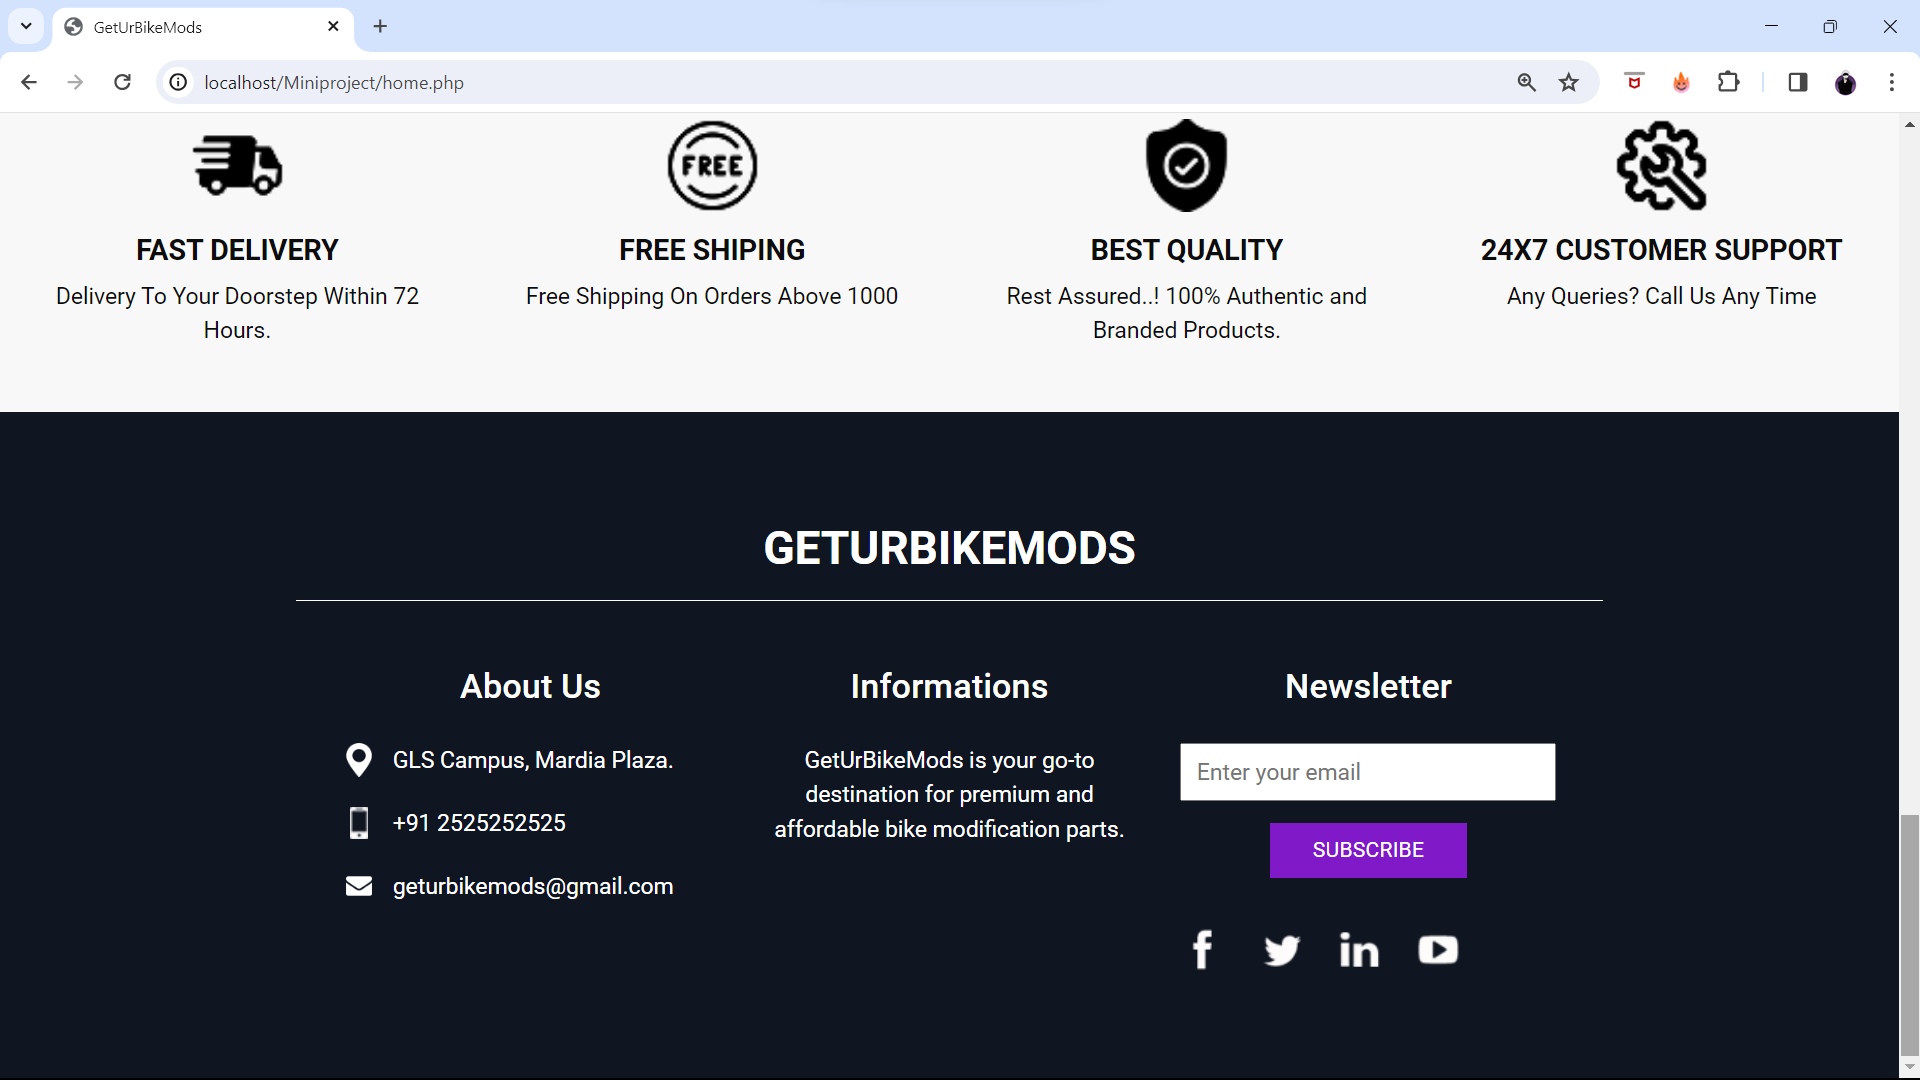 GetUrBikeMods
localhost/Miniproject/home.php
FREE
FAST DELIVERY
Delivery To Your Doorstep Within 72
Hours.
FREE SHIPING
Free Shipping On Orders Above 1000
BEST QUALITY
Rest Assured..! 100% Authentic and
Branded Products.
24X7 CUSTOMER SUPPORT
Any Queries? Call Us Any Time
GETURBIKEMODS
About Us
GLS Campus, Mardia Plaza.
+91 2525252525
geturbikemods@gmail.com
Informations
GetUrBikeMods is your go-to
destination for premium and
affordable bike modification parts.
Newsletter
Enter your email
SUBSCRIBE